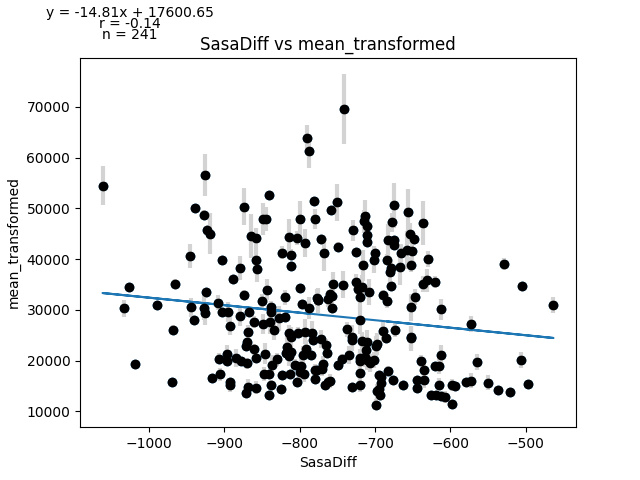 y = -14.81x + 17600.65
r = -0.14
n = 241
SasaDiff vs mean_transformed
70000
60000
50000
40000
30000
20000
10000
mean_transformed
−1000
−900
−800
−700
−600
−500
SasaDiff